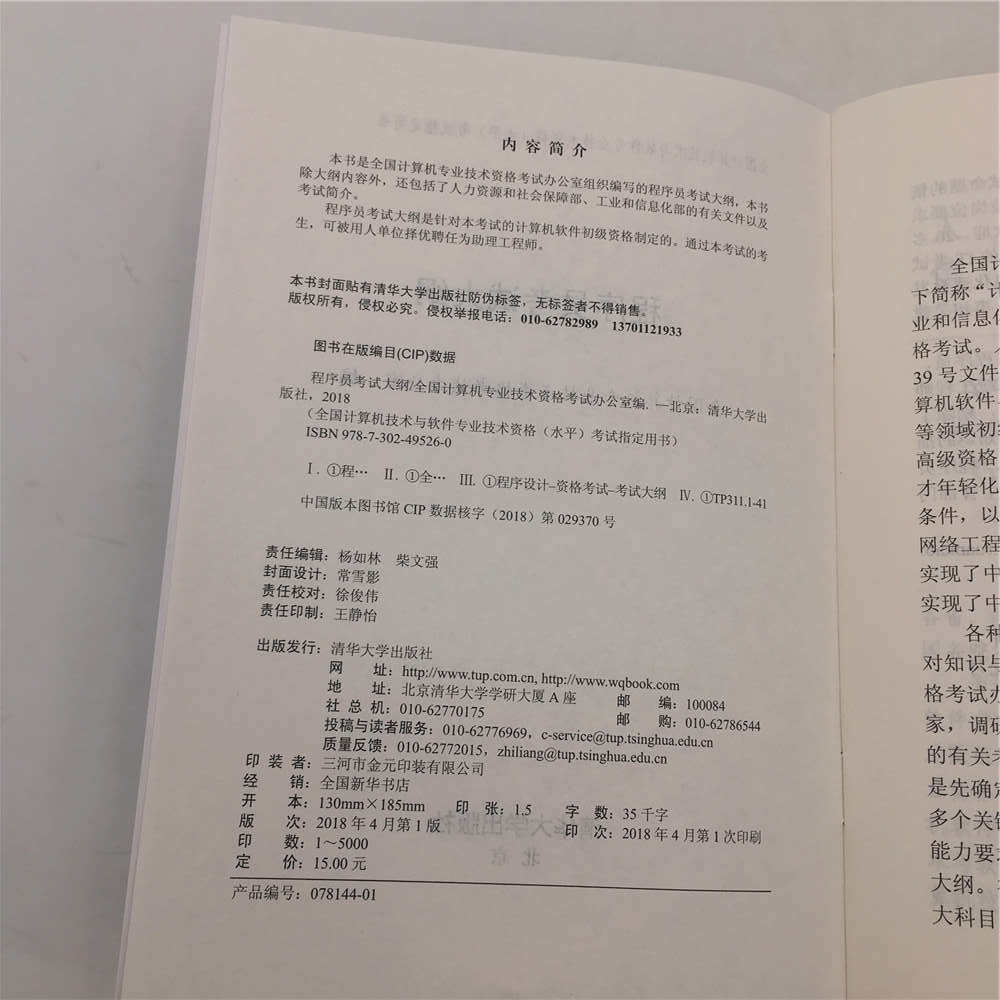 内容简介
本书是全国计算机专业技术资格考试办公室组织编写的程序员考试大纲，本书
除大纲内容外，还包括了人力资源和社会保障部、工业和信息化部的有关文件以及
考试简介。
程序员考试大纲是针对本考试的计算机软件初级资格制定的。通过本考试的考
生，可被用人单位择优聘任为助理工程师。
本书封面贴有清华大学出版社防伪标签，无标签者不得销售。
版权所有，侵权必究。侵权举报电话：010-62782989 13701121933
图书在版编目(CIP)数据
程序员考试大纲/全国计算机专业技术资格考试办公室编. —北京：清华大学出
版社，2018
（全国计算机技术与软件专业技术资格（水平）考试指定用书）
ISBN 978-7-302-49526-0
Ⅰ. ①程… Ⅱ. ①全… Ⅲ. ①程序设计–资格考试–考试大纲 Ⅳ. ①TP311.1-41
中国版本图书馆 CIP 数据核字（2018）第 029370 号
责任编辑：杨如林 柴文强
封面设计：常雪影
责任校对：徐俊伟
责任印制：王静怡
出版发行：清华大学出版社
网 址：http://www.tup.com.cn, http://www.wqbook.com
地 址：北京清华大学学研大厦 A 座 邮 编：100084
社 总 机：010-62770175 邮 购：010-62786544
投稿与读者服务：010-62776969, c-service@tup.tsinghua.edu.cn
质量反馈：010-62772015, zhiliang@tup.tsinghua.edu.cn
印 装 者：三河市金元印装有限公司
经 销：全国新华书店
开 本：130mm×185mm 印 张：1.5 字 数：35 千字
版 次：2018 年 4 月第 1 版 印 次：2018 年 4 月第 1 次印刷
印 数：1～5000
定 价：15.00 元
产品编号：078144-01
全国计
下简称“计
业和信息化
格考试。
39 号文件
算机软件
等领域初级
高级资格
才年轻化
条件，以
网络工程
实现了中
实现了中
各种
对知识与
格考试办
家，调研
的有关考
是先确定
多个关键
能力要求
大纲。
大科目